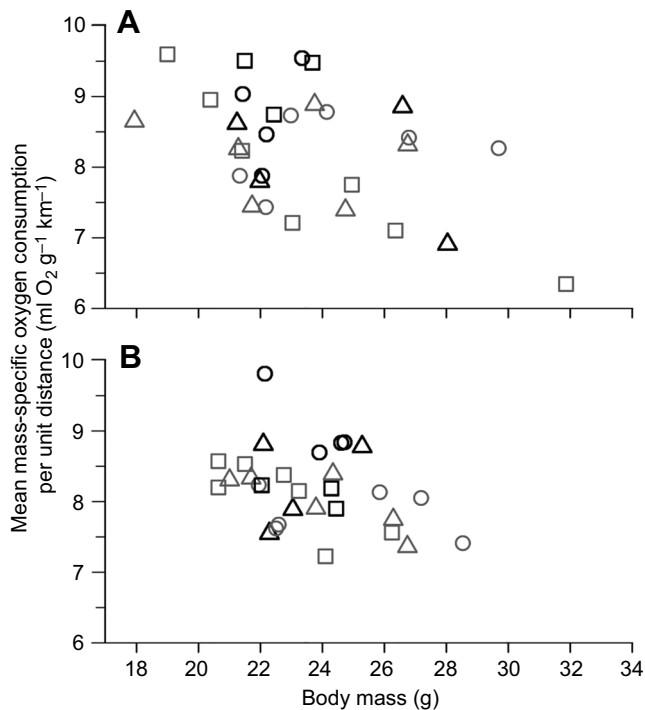 A
10
9
8
7
6
Mean mass-specific oxygen consumption
per unit distance (ml O₂ g⁻¹ km⁻¹)
B
10
9
8
7
6
18 20 22 24 26 28 30 32 34
Body mass (g)